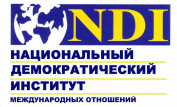 NDI
НАЦИОНАЛЬНЫЙ
ДЕМОКРАТИЧЕСКИЙ
ИНСТИТУТ
МЕЖДУНАРОДНЫХ ОТНОШЕНИЙ